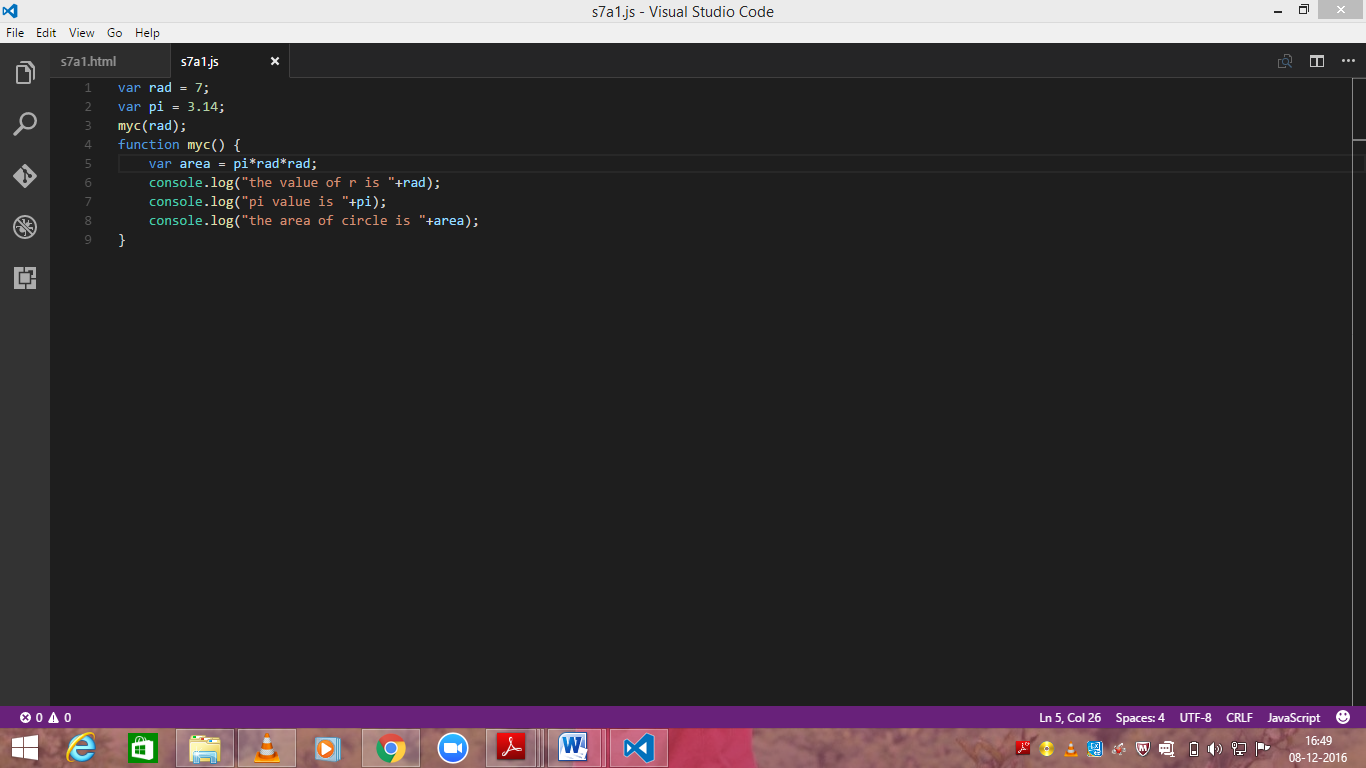 s7a1.js - Visual Studio Code
File Edit View Go Help
s7a1.html s7a1.js
1 var rad = 7;
2 var pi = 3.14;
3 myc(rad);
4 function myc() {
5 var area = pi*rad*rad;
6 console.log("the value of r is "+rad);
7 console.log("pi value is "+pi);
8 console.log("the area of circle is "+area);
9 }
0 0 Ln 5, Col 26 Spaces: 4 UTF-8 CRLF JavaScript
16:49
08-12-2016